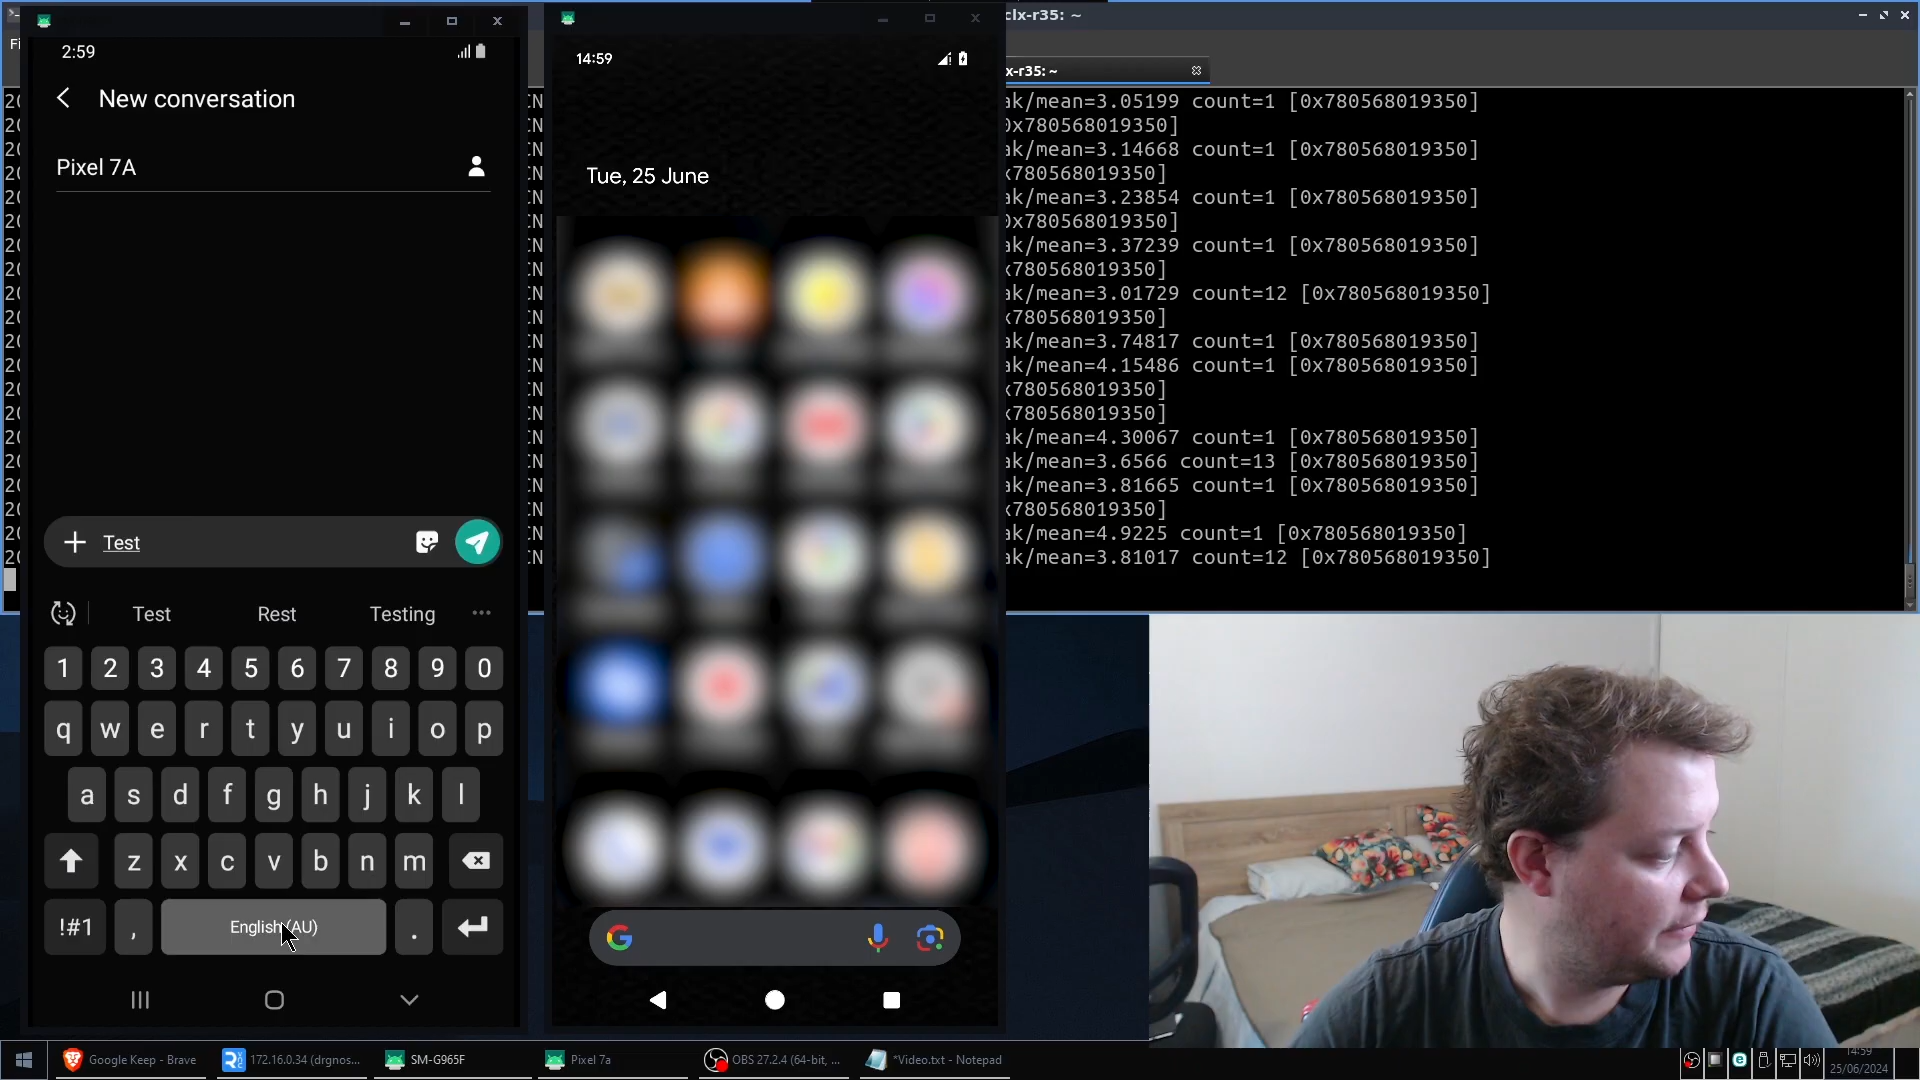 2:59
New conversation
Pixel 7A
Test
Test
Rest
Testing
1 2 3 4 5 6 7 8 9 0
q w e r t y u i o p
a s d f g h j k l
z x c v b n m
!#1 , English (AU) .
14:59
Tue, 25 June
clx-r35: ~
x-r35: ~
ak/mean=3.05199 count=1 [0x780568019350]
0x780568019350]
ak/mean=3.14668 count=1 [0x780568019350]
x780568019350]
ak/mean=3.23854 count=1 [0x780568019350]
0x780568019350]
ak/mean=3.37239 count=1 [0x780568019350]
x780568019350]
ak/mean=3.01729 count=12 [0x780568019350]
x780568019350]
ak/mean=3.74817 count=1 [0x780568019350]
ak/mean=4.15486 count=1 [0x780568019350]
x780568019350]
x780568019350]
ak/mean=4.30067 count=1 [0x780568019350]
ak/mean=3.6566 count=13 [0x780568019350]
ak/mean=3.81665 count=1 [0x780568019350]
x780568019350]
ak/mean=4.9225 count=1 [0x780568019350]
ak/mean=3.81017 count=12 [0x780568019350]
Google Keep - Brave
172.16.0.34 (drgnos...
SM-G965F
Pixel 7a
OBS 27.2.4 (64-bit, ...
*Video.txt - Notepad
14:59
25/06/2024